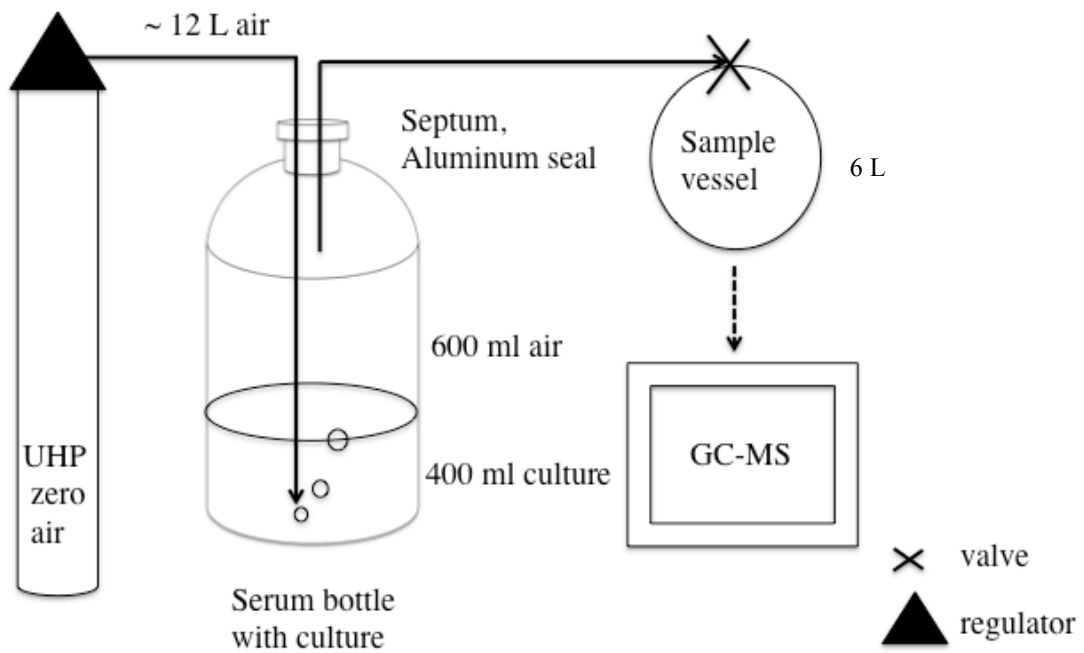 ~ 12 L air
Septum,
Aluminum seal
Sample
vessel
6 L
600 ml air
UHP
zero
air
400 ml culture
GC-MS
Serum bottle
with culture
valve
regulator